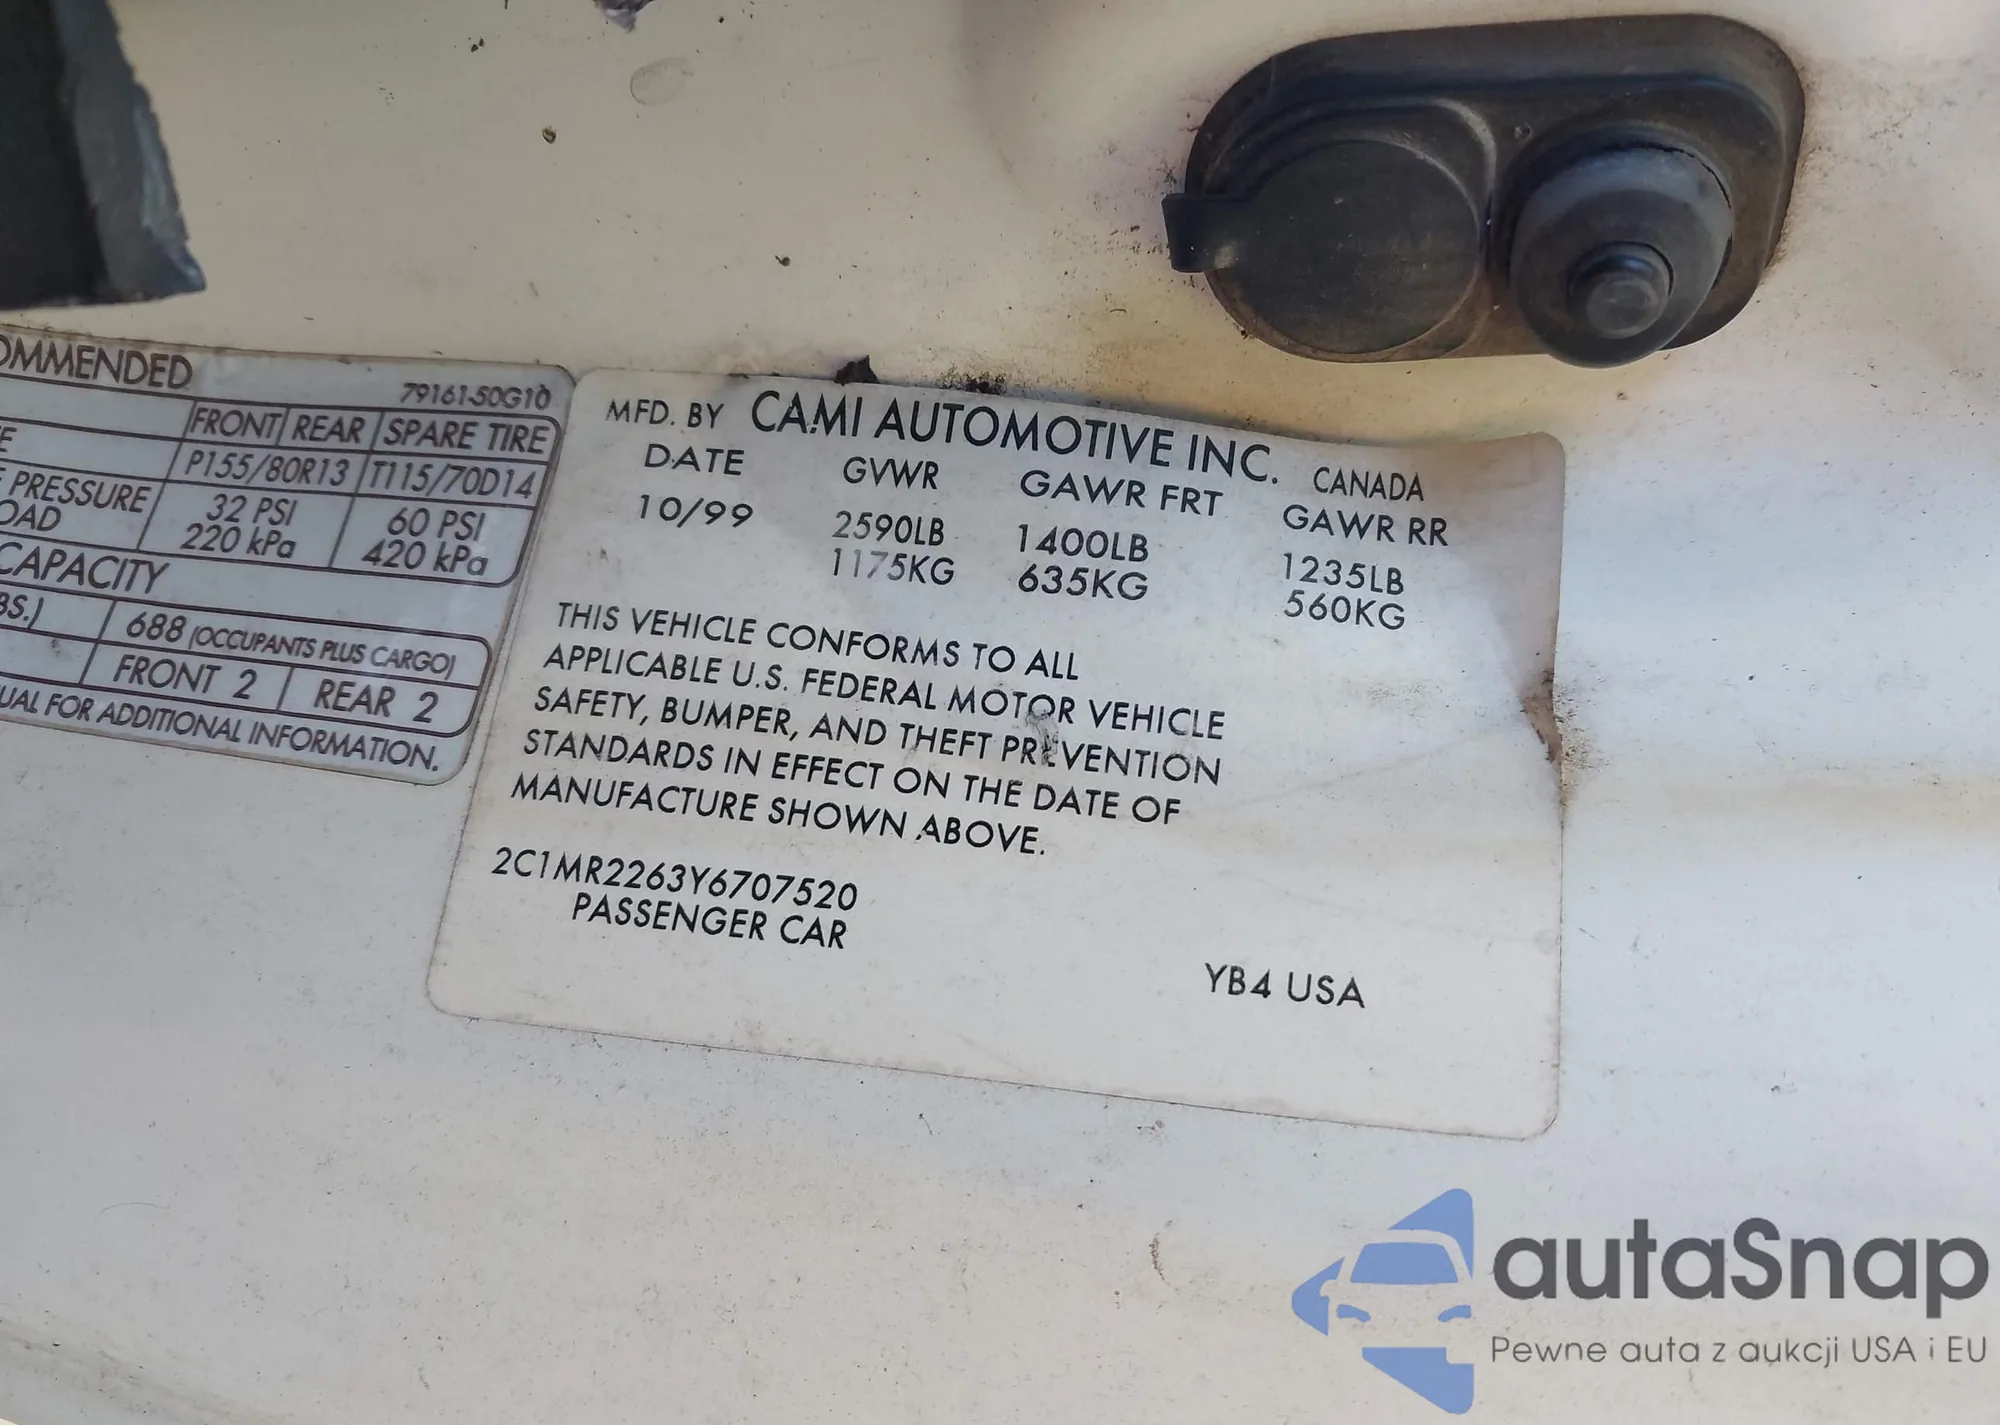 OMMENDED
79161-50G10
FRONT REAR SPARE TIRE
P155/80R13 T115/70D14
PRESSURE 32 PSI 60 PSI
OAD 220 kPa 420 kPa
CAPACITY
BS.) 688 (OCCUPANTS PLUS CARGO)
FRONT 2 REAR 2
UAL FOR ADDITIONAL INFORMATION.
MFD. BY CAMI AUTOMOTIVE INC. CANADA
DATE GVWR GAWR FRT GAWR RR
10/99 2590LB 1400LB 1235LB
1175KG 635KG 560KG
THIS VEHICLE CONFORMS TO ALL
APPLICABLE U.S. FEDERAL MOTOR VEHICLE
SAFETY, BUMPER, AND THEFT PREVENTION
STANDARDS IN EFFECT ON THE DATE OF
MANUFACTURE SHOWN ABOVE.
2C1MR2263Y6707520
PASSENGER CAR
YB4 USA
autaSnap
Pewne auta z aukcji USA i EU